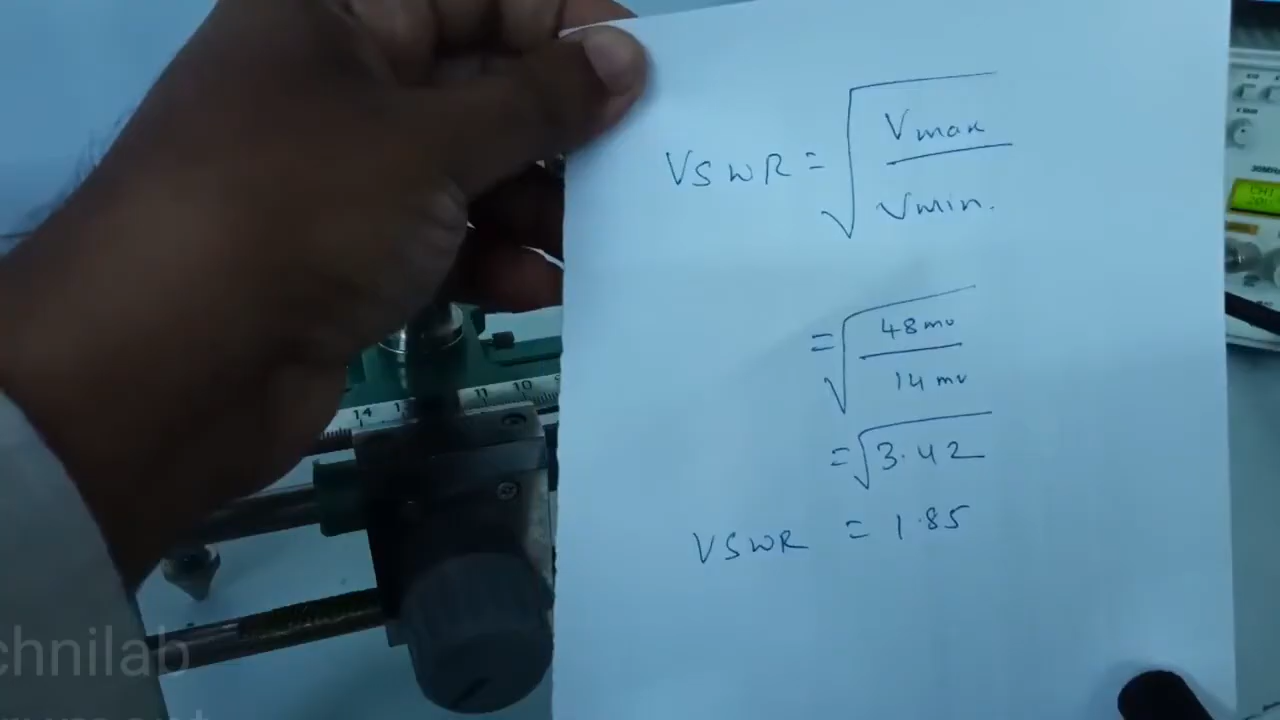 VSWR = √Vmax
Vmin.
= √48mv
14mv
= √3.42
VSWR = 1.85
14 11 10
chnilab